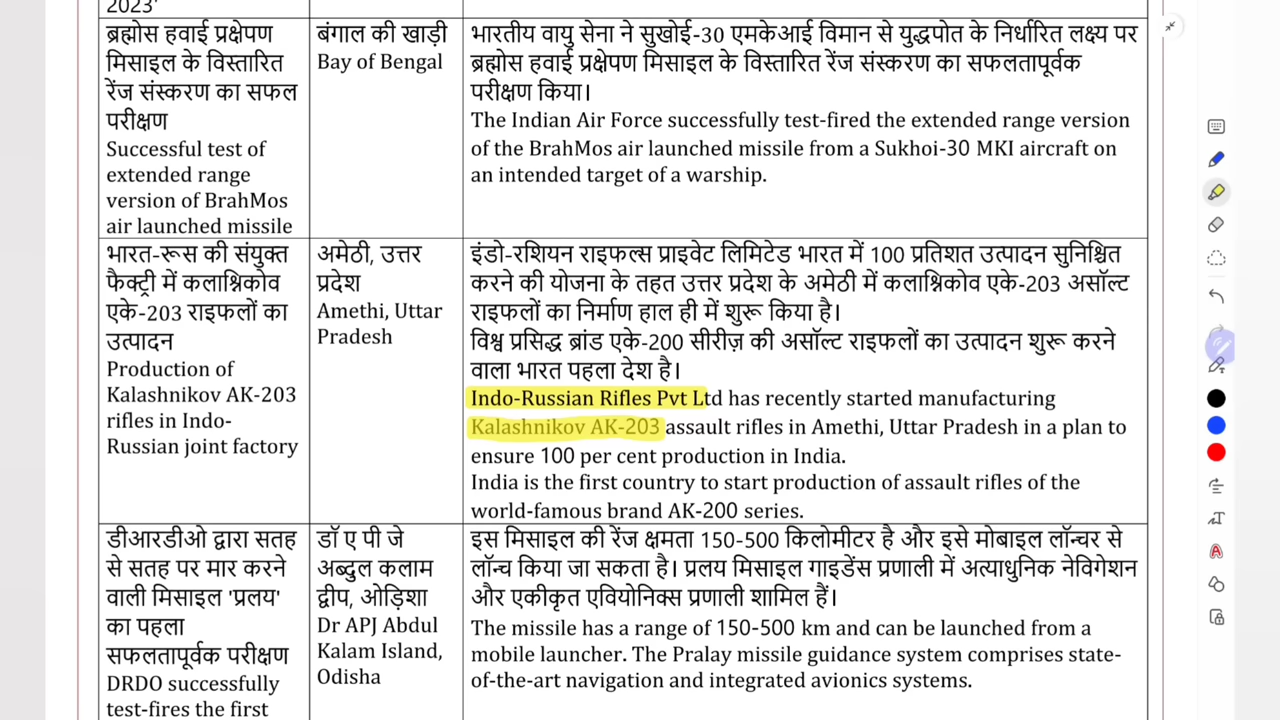 2023'
ब्रह्मोस हवाई प्रक्षेपण
मिसाइल के विस्तारित
रेंज संस्करण का सफल
परीक्षण
Successful test of
extended range
version of BrahMos
air launched missile
बंगाल की खाड़ी
Bay of Bengal
भारतीय वायु सेना ने सुखोई-30 एमकेआई विमान से युद्धपोत के निर्धारित लक्ष्य पर
ब्रह्मोस हवाई प्रक्षेपण मिसाइल के विस्तारित रेंज संस्करण का सफलतापूर्वक
परीक्षण किया।
The Indian Air Force successfully test-fired the extended range version
of the BrahMos air launched missile from a Sukhoi-30 MKI aircraft on
an intended target of a warship.
भारत-रूस की संयुक्त
फैक्ट्री में कलाश्निकोव
एके-203 राइफलों का
उत्पादन
Production of
Kalashnikov AK-203
rifles in Indo-
Russian joint factory
अमेठी, उत्तर
प्रदेश
Amethi, Uttar
Pradesh
इंडो-रशियन राइफल्स प्राइवेट लिमिटेड भारत में 100 प्रतिशत उत्पादन सुनिश्चित
करने की योजना के तहत उत्तर प्रदेश के अमेठी में कलाश्निकोव एके-203 असॉल्ट
राइफलों का निर्माण हाल ही में शुरू किया है।
विश्व प्रसिद्ध ब्रांड एके-200 सीरीज़ की असॉल्ट राइफलों का उत्पादन शुरू करने
वाला भारत पहला देश है।
Indo-Russian Rifles Pvt Ltd has recently started manufacturing
Kalashnikov AK-203 assault rifles in Amethi, Uttar Pradesh in a plan to
ensure 100 per cent production in India.
India is the first country to start production of assault rifles of the
world-famous brand AK-200 series.
डीआरडीओ द्वारा सतह
से सतह पर मार करने
वाली मिसाइल 'प्रलय'
का पहला
सफलतापूर्वक परीक्षण
DRDO successfully
test-fires the first
डॉ ए पी जे
अब्दुल कलाम
द्वीप, ओड़िशा
Dr APJ Abdul
Kalam Island,
Odisha
इस मिसाइल की रेंज क्षमता 150-500 किलोमीटर है और इसे मोबाइल लॉन्चर से
लॉन्च किया जा सकता है। प्रलय मिसाइल गाइडेंस प्रणाली में अत्याधुनिक नेविगेशन
और एकीकृत एवियोनिक्स प्रणाली शामिल हैं।
The missile has a range of 150-500 km and can be launched from a
mobile launcher. The Pralay missile guidance system comprises state-
of-the-art navigation and integrated avionics systems.